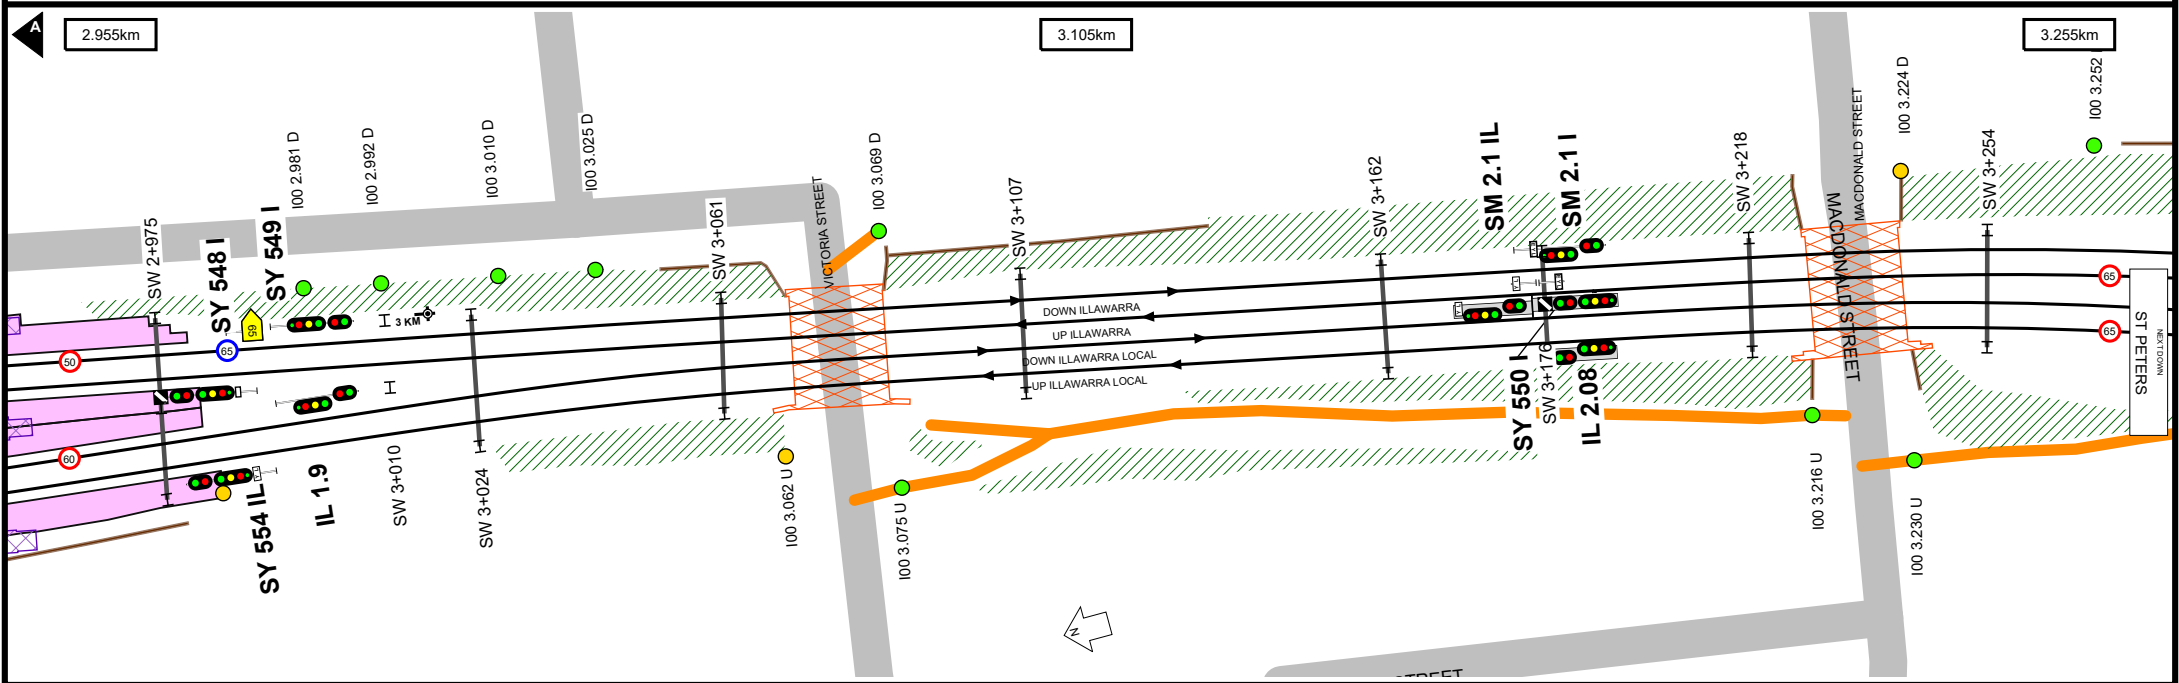 A
2.955km
3.105km
3.255km
SW 2+975
SY 548 I
SY 549 I
I00 2.981 D
I00 2.992 D
I00 3.010 D
I00 3.025 D
SW 3+061
VICTORIA STREET
I00 3.069 D
SW 3+107
SW 3+162
SM 2.1 IL
SM 2.1 I
SW 3+218
MACDONALD STREET
MACDONALD STREET
I00 3.224 D
SW 3+254
I00 3.252
65
3 KM
50
65
60
DOWN ILLAWARRA
UP ILLAWARRA
DOWN ILLAWARRA LOCAL
UP ILLAWARRA LOCAL
65
65
NEXT DOWN
ST PETERS
SY 554 IL
IL 1.9
SW 3+010
SW 3+024
I00 3.062 U
I00 3.075 U
SY 550 I
SW 3+176
IL 2.08
I00 3.216 U
I00 3.230 U
N
STREET